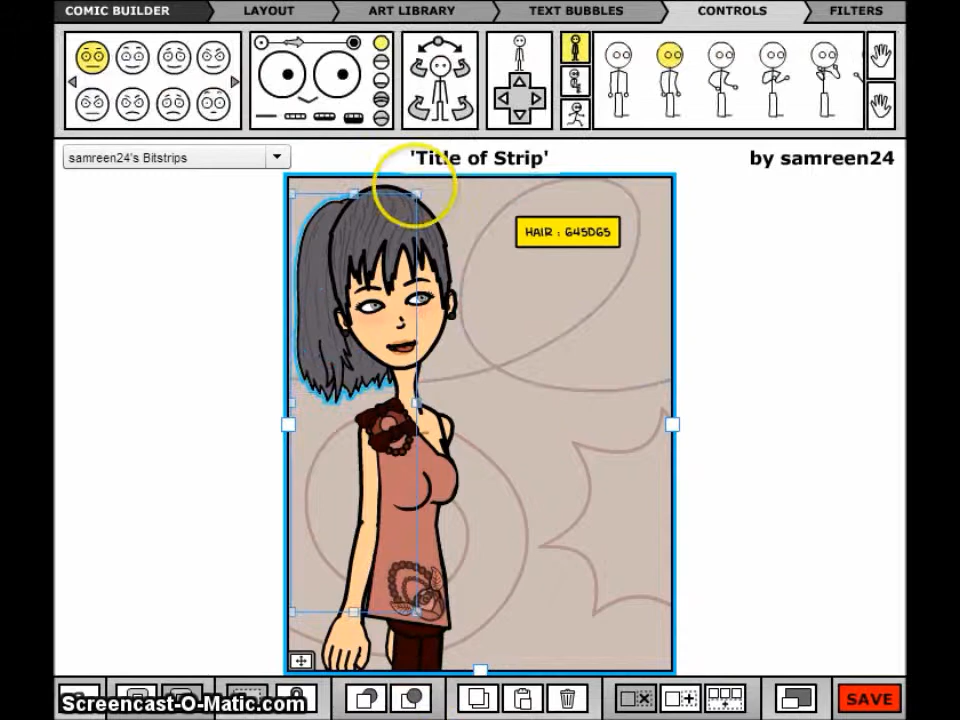 COMIC BUILDER
LAYOUT
ART LIBRARY
TEXT BUBBLES
CONTROLS
FILTERS
samreen24's Bitstrips
'Title of Strip'
by samreen24
HAIR : 645D65
SAVE
Screencast-O-Matic.com